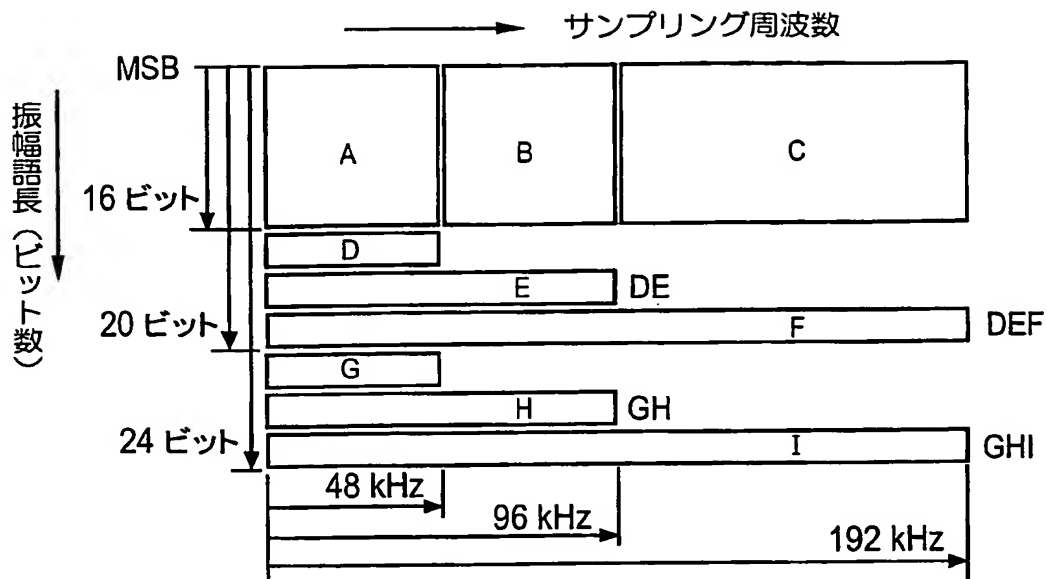 サンプリング周波数
MSB
振幅語長（ビット数）
A B C
16 ビット
D
E DE
20 ビット F DEF
G
H GH
24 ビット I GHI
48 kHz
96 kHz
192 kHz